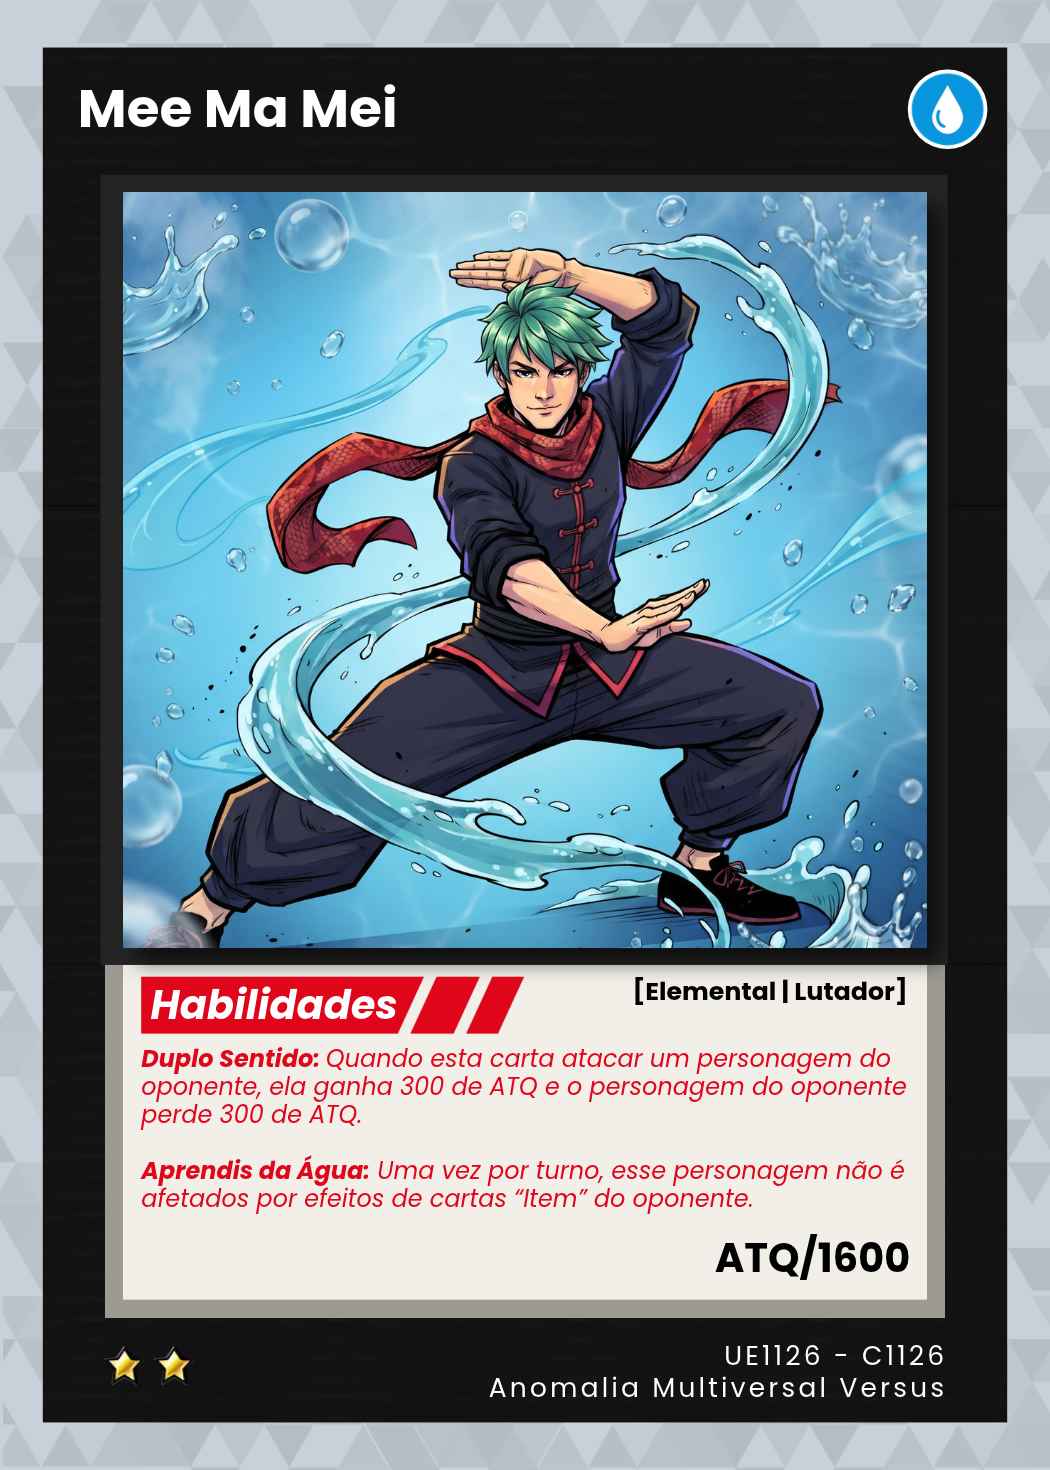 Mee Ma Mei
Habilidades
[Elemental | Lutador]
Duplo Sentido: Quando esta carta atacar um personagem do
oponente, ela ganha 300 de ATQ e o personagem do oponente
perde 300 de ATQ.
Aprendis da Água: Uma vez por turno, esse personagem não é
afetados por efeitos de cartas “Item” do oponente.
ATQ/1600
UE1126 - C1126
Anomalia Multiversal Versus